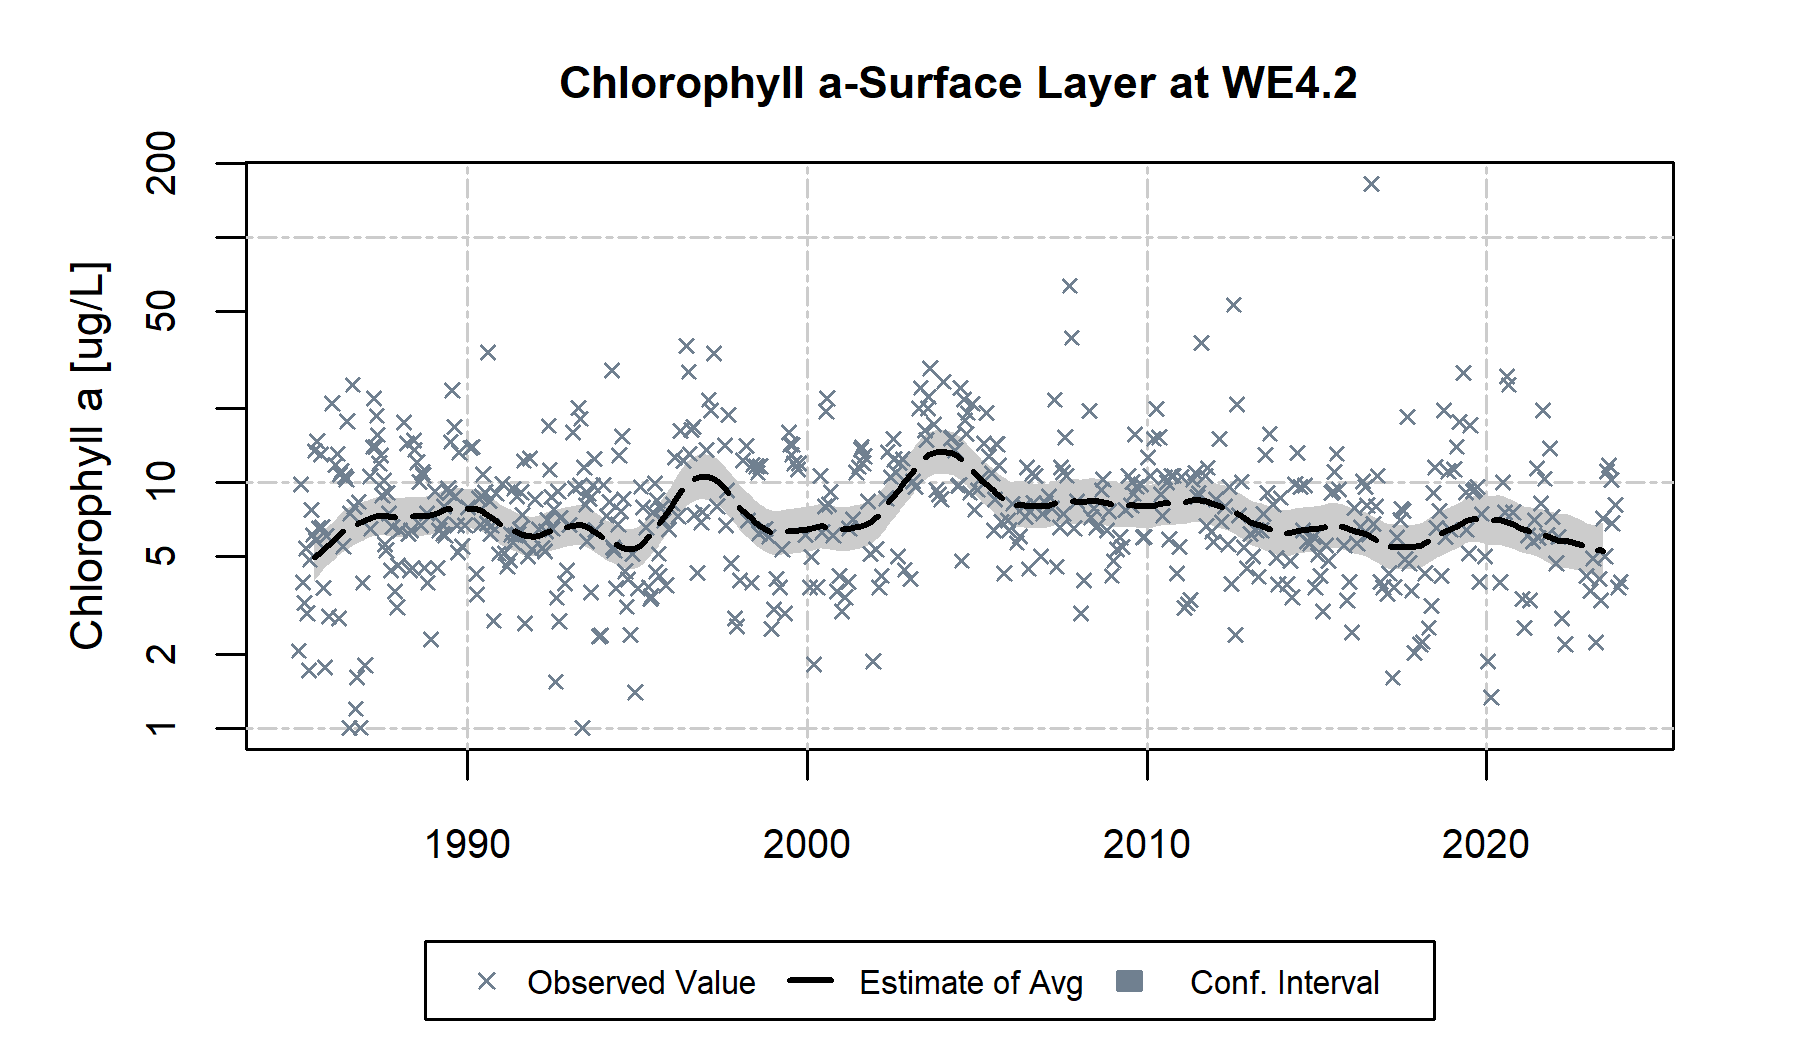 Chlorophyll a-Surface Layer at WE4.2
Chlorophyll a [ug/L]
200
50
10
5
2
1
1990 2000 2010 2020
Observed Value Estimate of Avg Conf. Interval